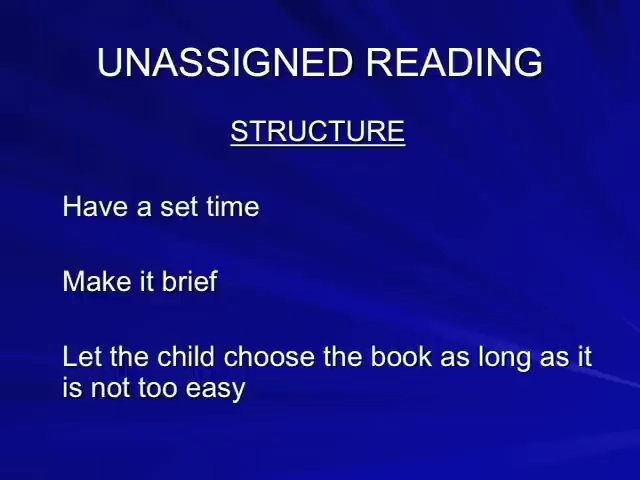 UNASSIGNED READING
STRUCTURE
Have a set time
Make it brief
Let the child choose the book as long as it
is not too easy